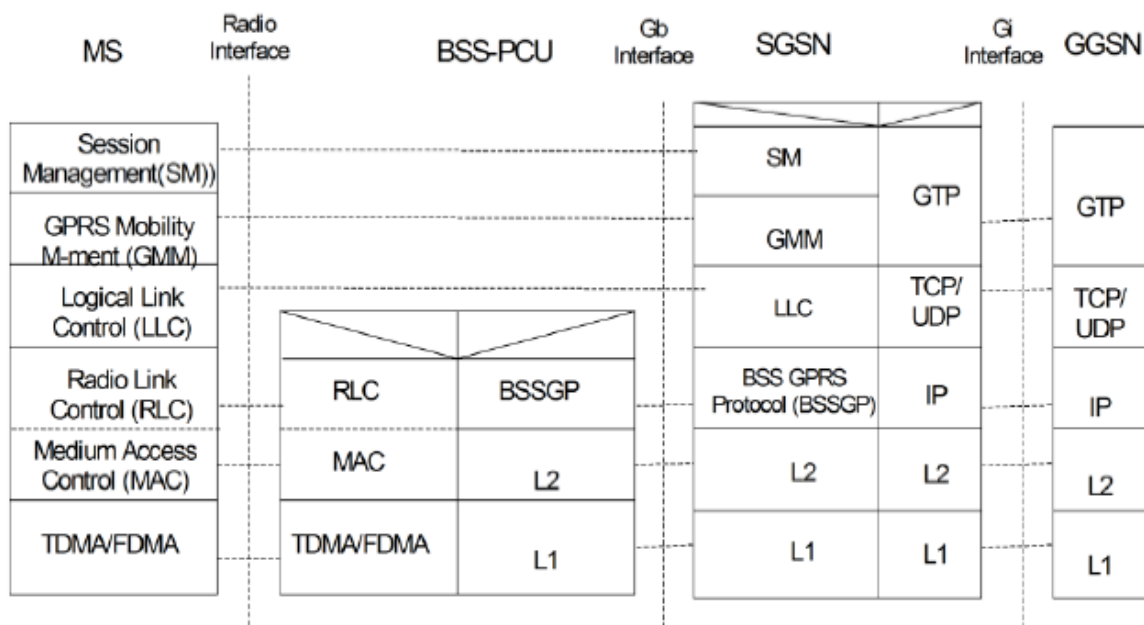 MS
Radio
Interface
BSS-PCU
Gb
Interface
SGSN
Gi
Interface
GGSN
Session
Management(SM))
GPRS Mobility
M-ment (GMM)
Logical Link
Control (LLC)
Radio Link
Control (RLC)
Medium Access
Control (MAC)
TDMA/FDMA
RLC
BSSGP
MAC
L2
TDMA/FDMA
L1
SM
GMM
GTP
LLC
TCP/
UDP
BSS GPRS
Protocol (BSSGP)
IP
L2
L2
L1
L1
GTP
TCP/
UDP
IP
L2
L1